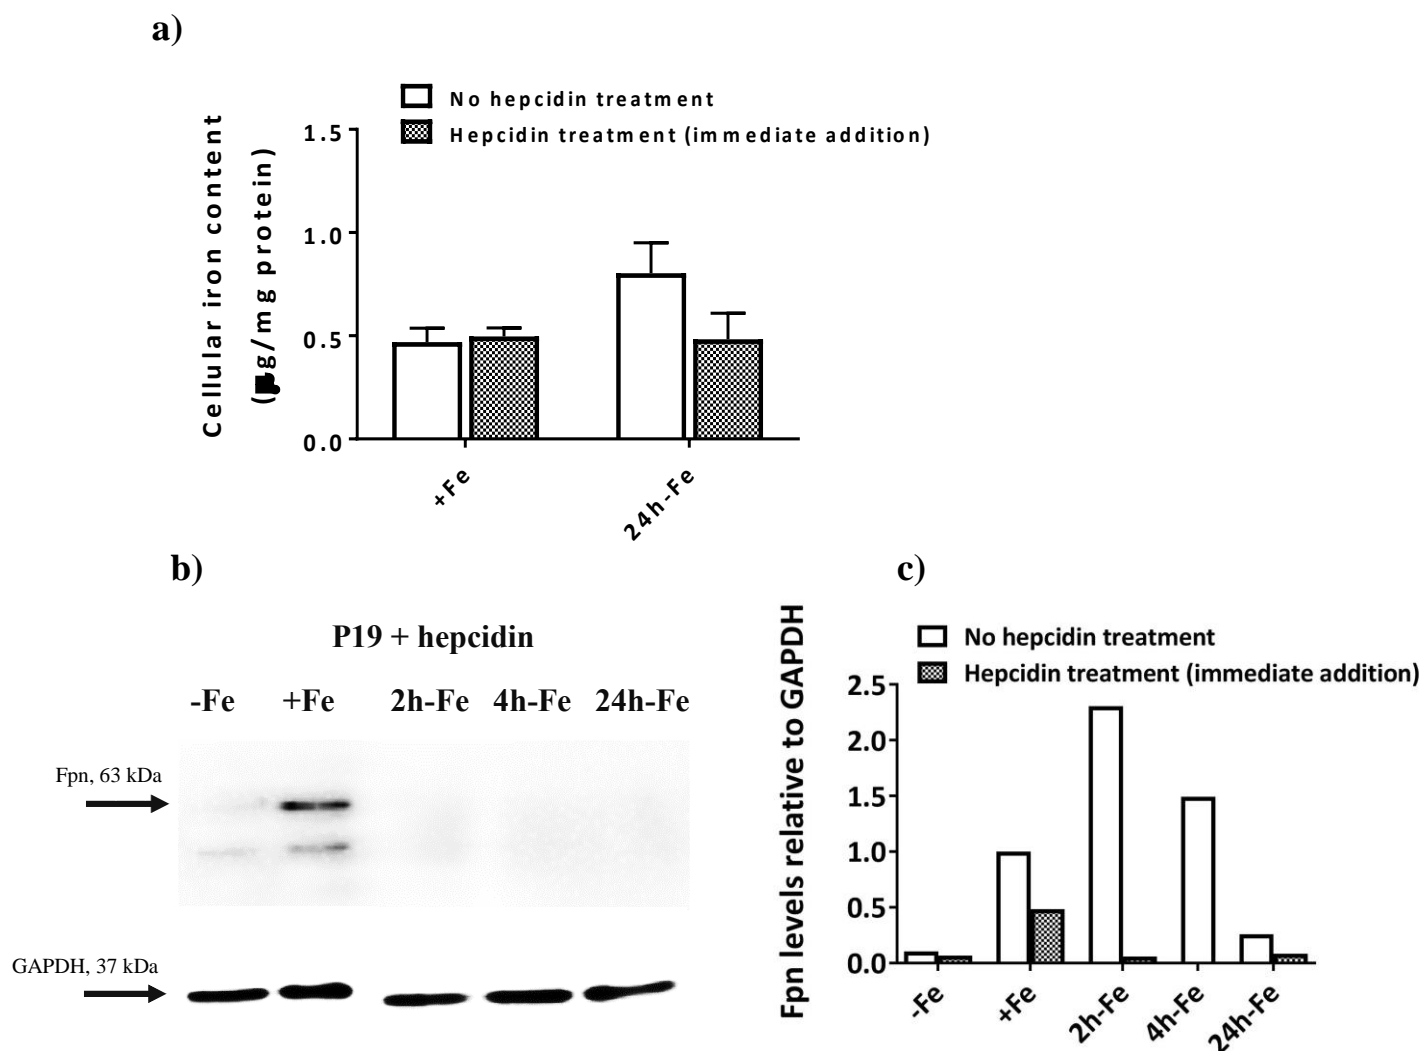 a)
No hepcidin treatment
Hepcidin treatment (immediate addition)
Cellular iron content
(µg/mg protein)
1.5
1.0
0.5
0.0
+Fe
24h-Fe
b)
P19 + hepcidin
-Fe +Fe 2h-Fe 4h-Fe 24h-Fe
Fpn, 63 kDa
GAPDH, 37 kDa
c)
No hepcidin treatment
Hepcidin treatment (immediate addition)
Fpn levels relative to GAPDH
2.5
2.0
1.5
1.0
0.5
0.0
-Fe
+Fe
2h-Fe
4h-Fe
24h-Fe